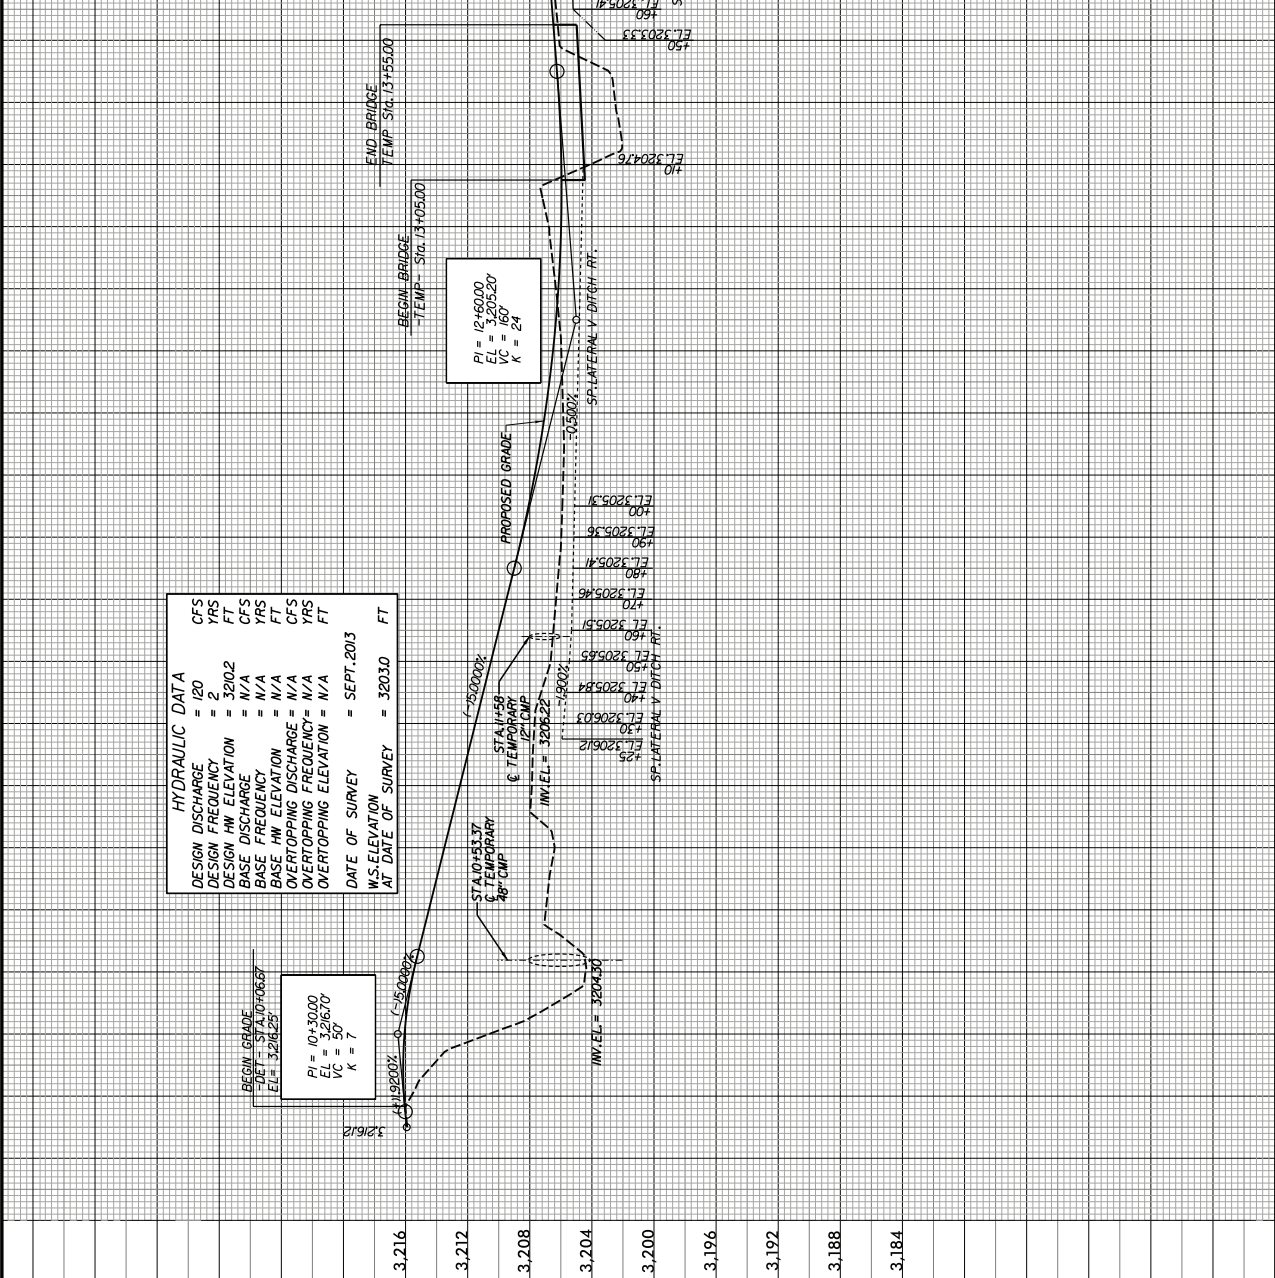 HYDRAULIC DATA
DESIGN DISCHARGE = 120 CFS
DESIGN FREQUENCY = 2 YRS
DESIGN HW ELEVATION = 3210.2 FT
BASE DISCHARGE = N/A CFS
BASE FREQUENCY = N/A YRS
BASE HW ELEVATION = N/A FT
OVERTOPPING DISCHARGE = N/A CFS
OVERTOPPING FREQUENCY = N/A YRS
OVERTOPPING ELEVATION = N/A FT
DATE OF SURVEY = SEPT.2013
W.S.ELEVATION
AT DATE OF SURVEY = 3203.0 FT
BEGIN GRADE
-DET- STA.10+06.67
EL= 3,216.25'
PI = 10+30.00
EL = 3,216.70'
VC = 50'
K = 7
3,216.12
(+)1.9200%
(-)5.0000%
(-)5.0000%
STA.10+53.37
℄ TEMPORARY
48" CMP
INV.EL.= 3204.30
STA.11+58
℄ TEMPORARY
12" CMP
INV.EL.= 3206.22
-1.900%
-0.500%
PROPOSED GRADE
PI = 12+60.00
EL = 3,205.20'
VC = 160'
K = 24
BEGIN BRIDGE
-TEMP- Sta. 13+05.00
END BRIDGE
TEMP Sta. 13+55.00
SP.LATERAL V DITCH RT.
SP.LATERAL V DITCH RT.
+25
EL.3206.12
+30
EL.3206.03
+40
EL. 3205.84
+50
EL. 3205.65
+60
EL 3205.51
+70
EL. 3205.46
+80
EL.3205.41
+90
EL. 3205.36
+00
EL.3205.31
+10
EL.3204.76
+50
EL.3203.33
+60
EL.3205.41
3,216
3,212
3,208
3,204
3,200
3,196
3,192
3,188
3,184